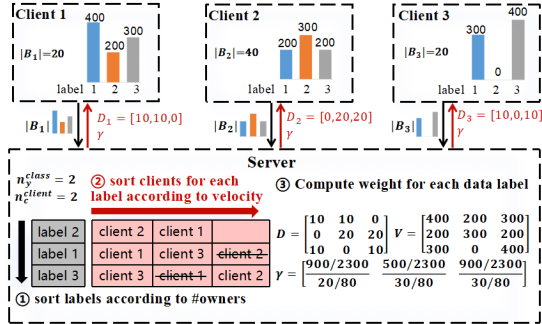 Client 1
400
200
300
|B₁|=20
label 1 2 3
Client 2
200
300
200
|B₂|=40
label 1 2 3
Client 3
300
0
400
|B₃|=20
label 1 2 3
|B₁|
D₁ = [10,10,0]
γ
|B₂|
D₂ = [0,20,20]
γ
|B₃|
D₃ = [10,0,10]
γ
Server
n_y^class = 2
n_c^client = 2
② sort clients for each
label according to velocity
③ Compute weight for each data label
label 2 client 2 client 1
label 1 client 1 client 3 client 2
label 3 client 3 client 1 client 2
① sort labels according to #owners
D = [10 10 0
0 20 20
10 0 10]
V = [400 200 300
200 300 200
300 0 400]
γ = [900/2300 500/2300 900/2300
20/80 30/80 30/80]